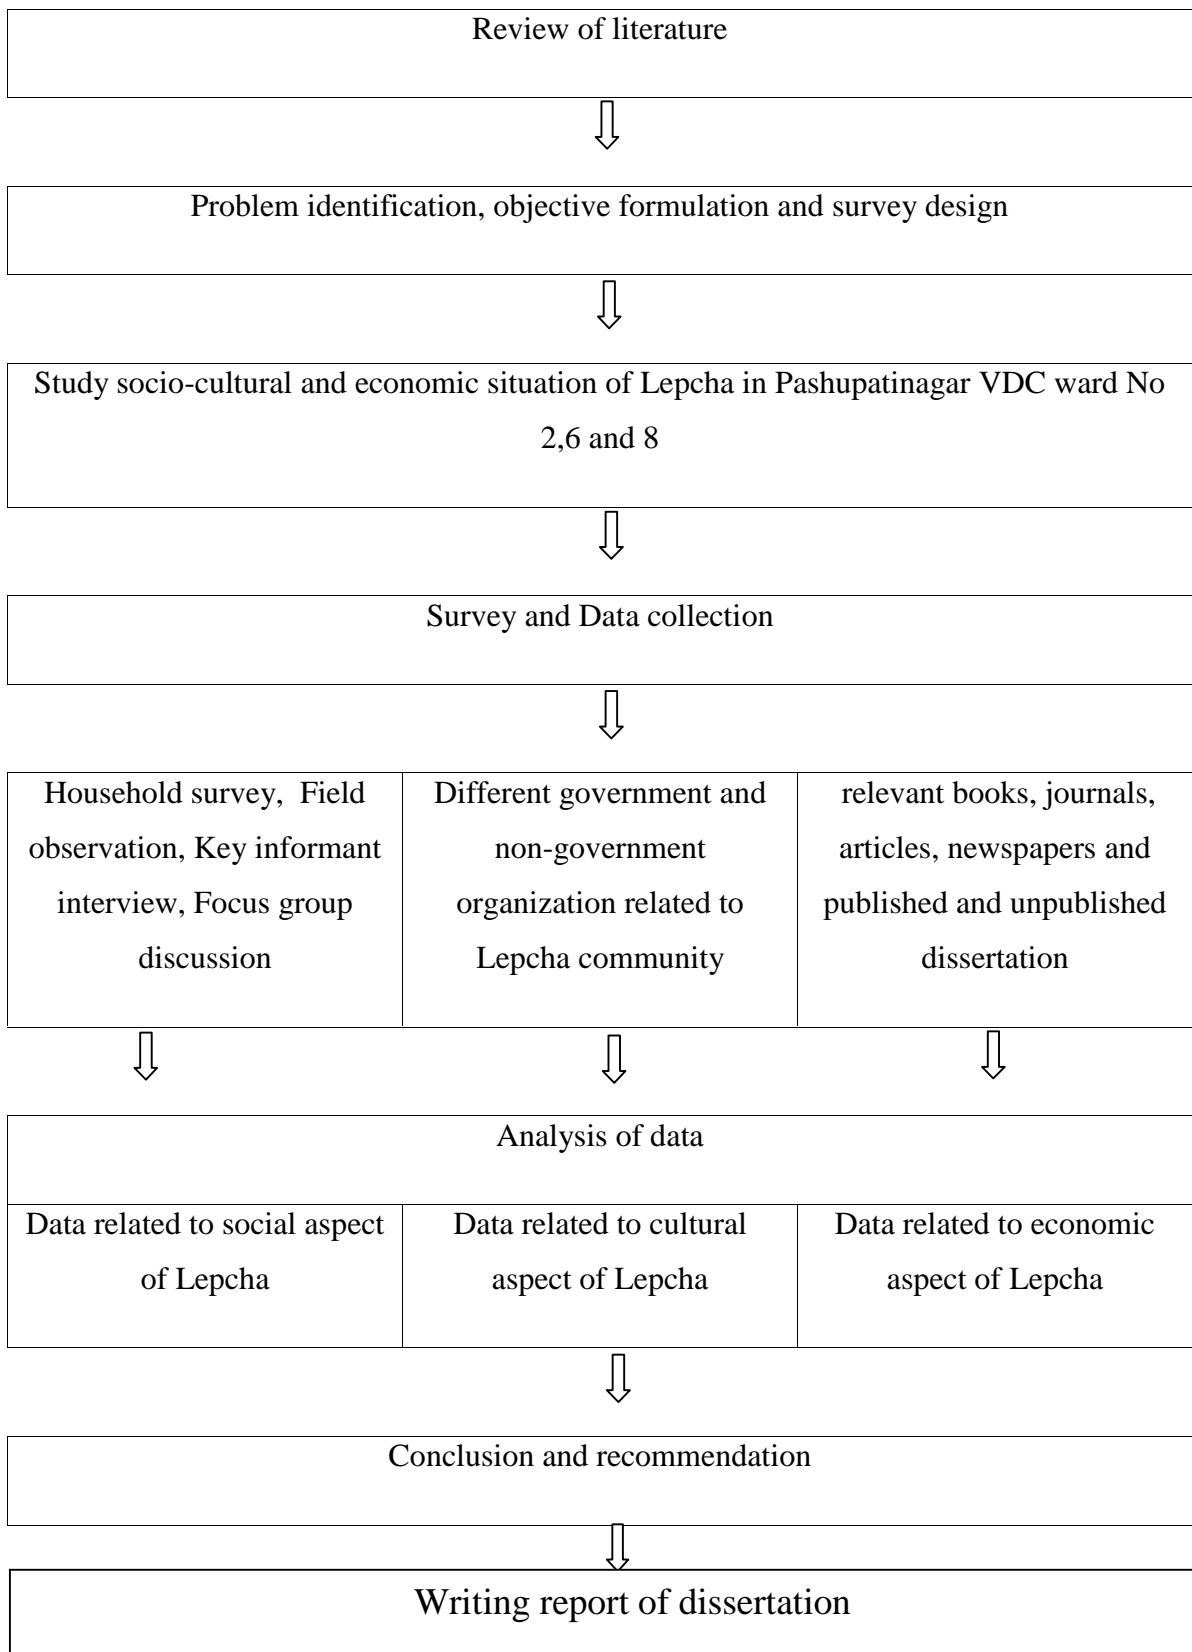 Review of literature
Problem identification, objective formulation and survey design
Study socio-cultural and economic situation of Lepcha in Pashupatinagar VDC ward No
2,6 and 8
Survey and Data collection
Household survey,  Field
observation, Key informant
interview, Focus group
discussion
Different government and
non-government
organization related to
Lepcha community
relevant books, journals,
articles, newspapers and
published and unpublished
dissertation
Analysis of data
Data related to social aspect
of Lepcha
Data related to cultural
aspect of Lepcha
Data related to economic
aspect of Lepcha
Conclusion and recommendation
Writing report of dissertation